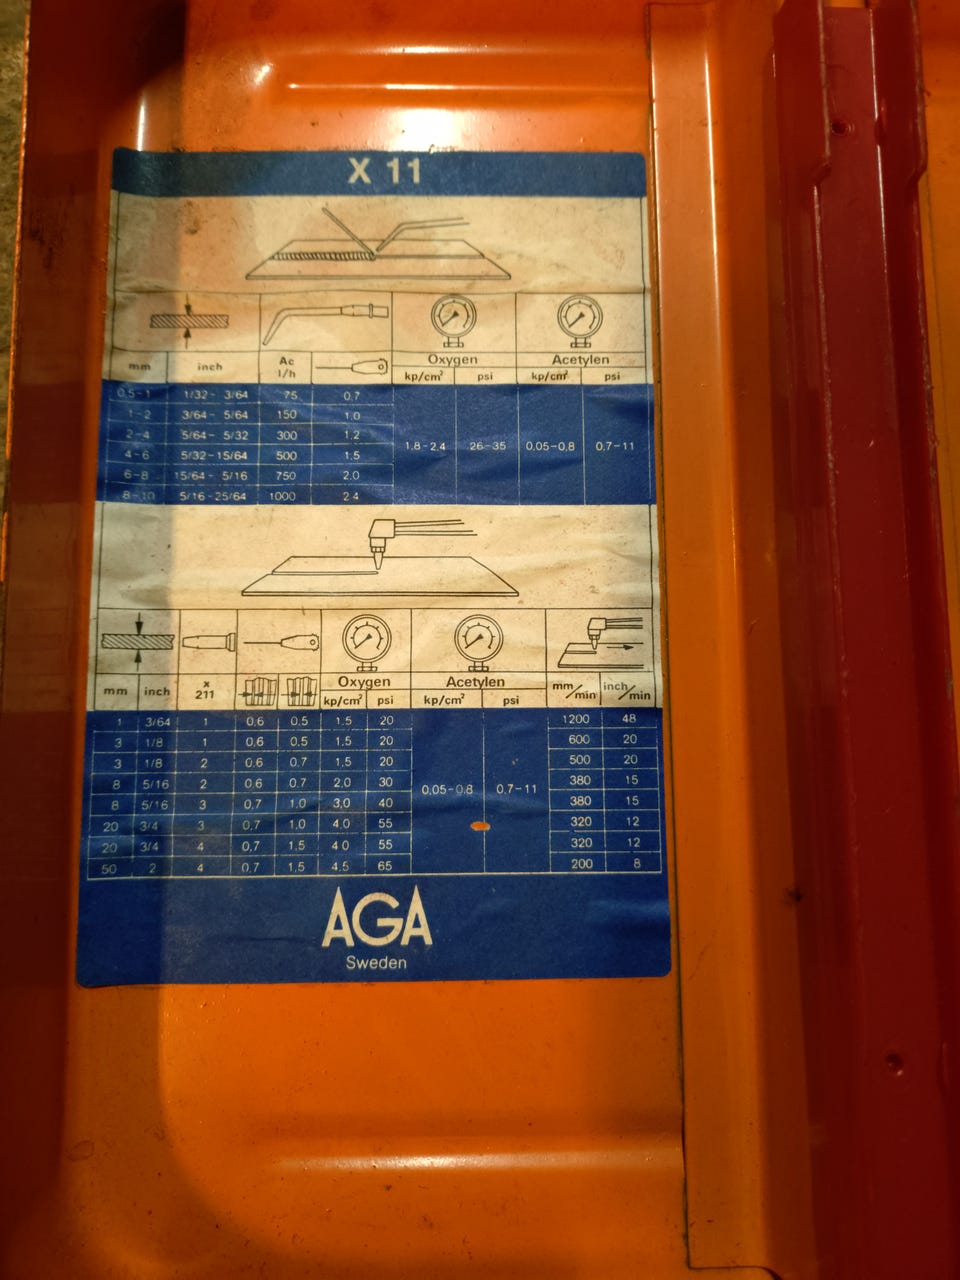 X 11
Oxygen Acetylen
mm inch Ac l/h kp/cm² psi kp/cm² psi
0.5-1 1/32 - 3/64 75 0.7
1-2 3/64 - 5/64 150 1.0
2-4 5/64 - 5/32 300 1.2
4-6 5/32-15/64 500 1.5
1.8-2.4 26-35 0,05-0,8 0,7-11
6-8 15/64 - 5/16 750 2.0
8-10 5/16-25/64 1000 2.4
Oxygen Acetylen
mm inch x 211 kp/cm² psi kp/cm² psi mm/min inch/min
1 3/64 1 0,6 0.5 1.5 20 1200 48
3 1/8 1 0,6 0.5 1.5 20 600 20
3 1/8 2 0.6 0.7 1,5 20 500 20
8 5/16 2 0.6 0.7 2,0 30 380 15
0.05-0.8 0.7-11
8 5/16 3 0.7 1,0 3,0 40 380 15
20 3/4 3 0,7 1,0 4.0 55 320 12
20 3/4 4 0,7 1,5 4.0 55 320 12
50 2 4 0.7 1,5 4.5 65 200 8
AGA
Sweden